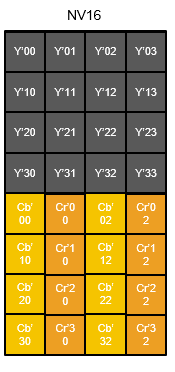 NV16
Y'00 Y'01 Y'02 Y'03
Y'10 Y'11 Y'12 Y'13
Y'20 Y'21 Y'22 Y'23
Y'30 Y'31 Y'32 Y'33
Cb' Cr'0 Cb' Cr'0
00 0 02 2
Cb' Cr'1 Cb' Cr'1
10 0 12 2
Cb' Cr'2 Cb' Cr'2
20 0 22 2
Cb' Cr'3 Cb' Cr'3
30 0 32 2